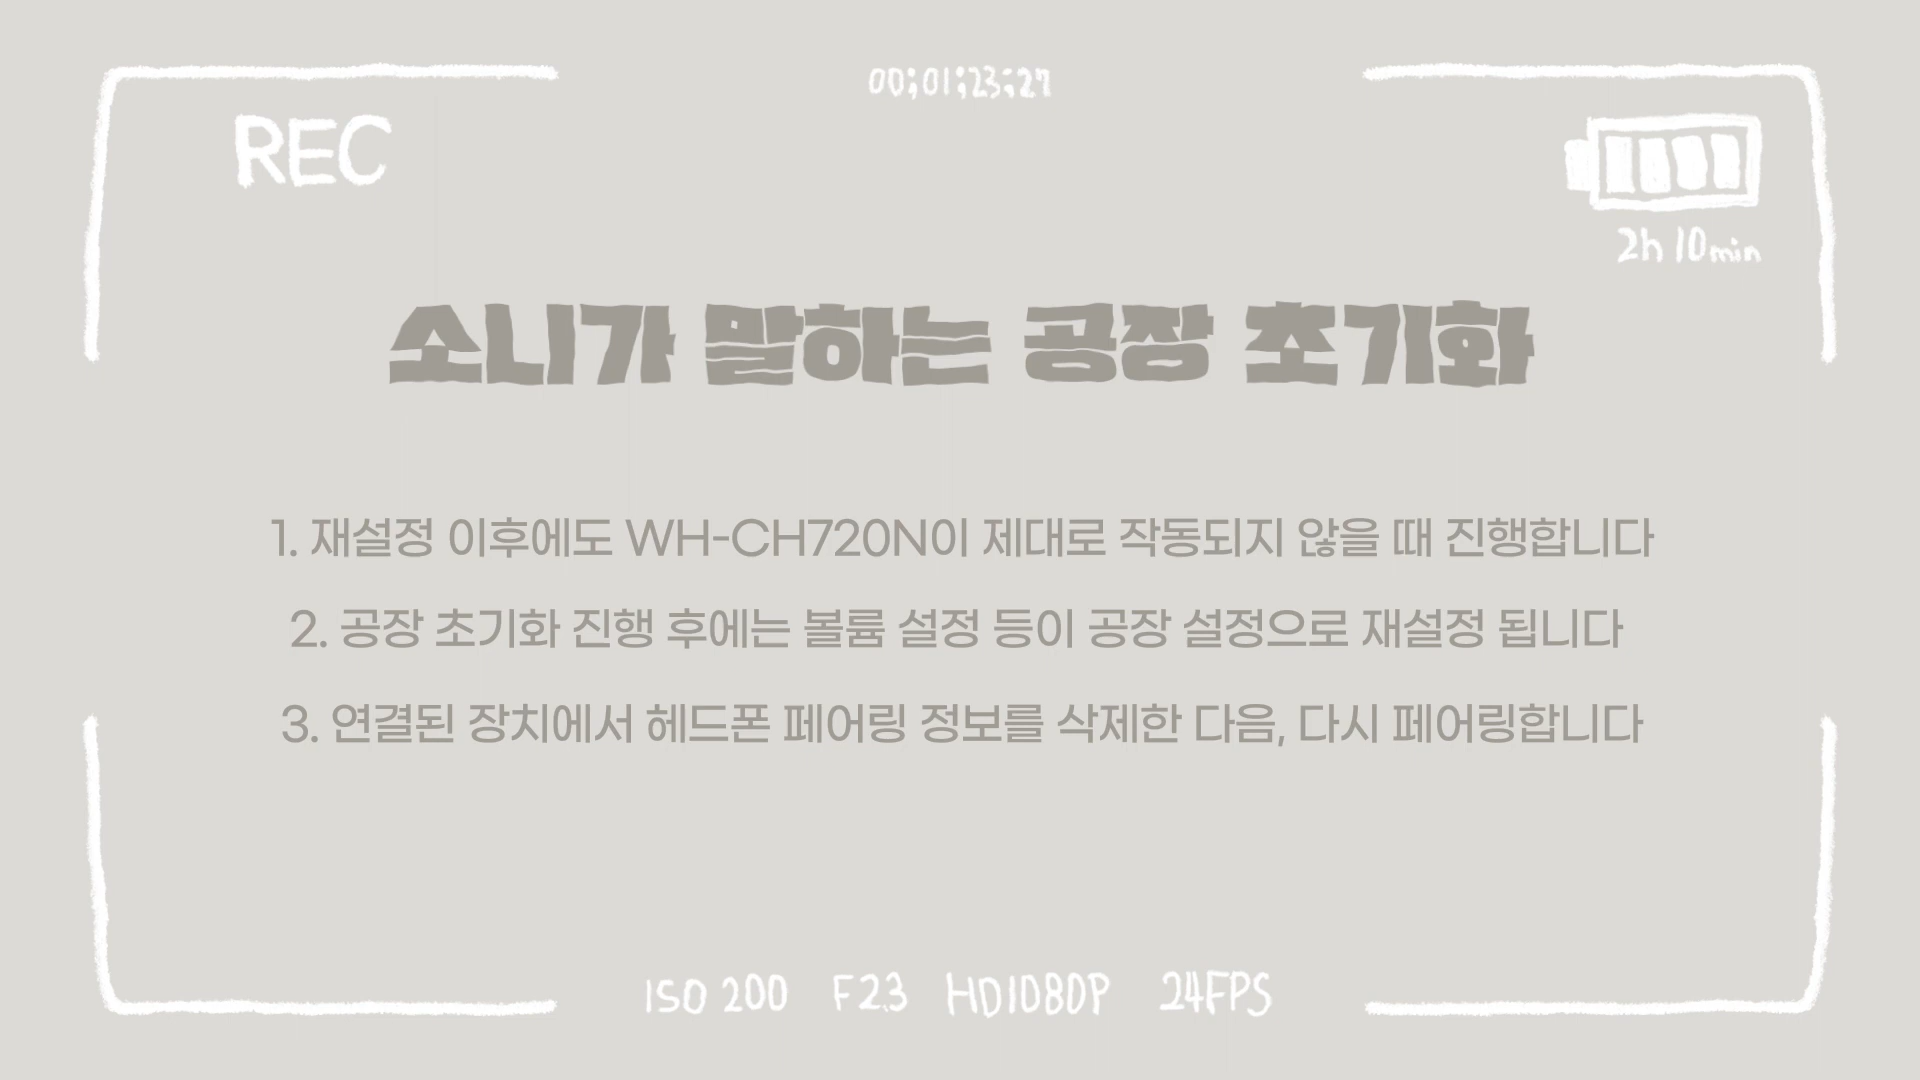 00;01;23;27
REC
2h 10min
소니가 말하는 공장 초기화
1. 재설정 이후에도 WH-CH720N이 제대로 작동되지 않을 때 진행합니다
2. 공장 초기화 진행 후에는 볼륨 설정 등이 공장 설정으로 재설정 됩니다
3. 연결된 장치에서 헤드폰 페어링 정보를 삭제한 다음, 다시 페어링합니다
ISO 200 F2.3 HD1080P 24FPS